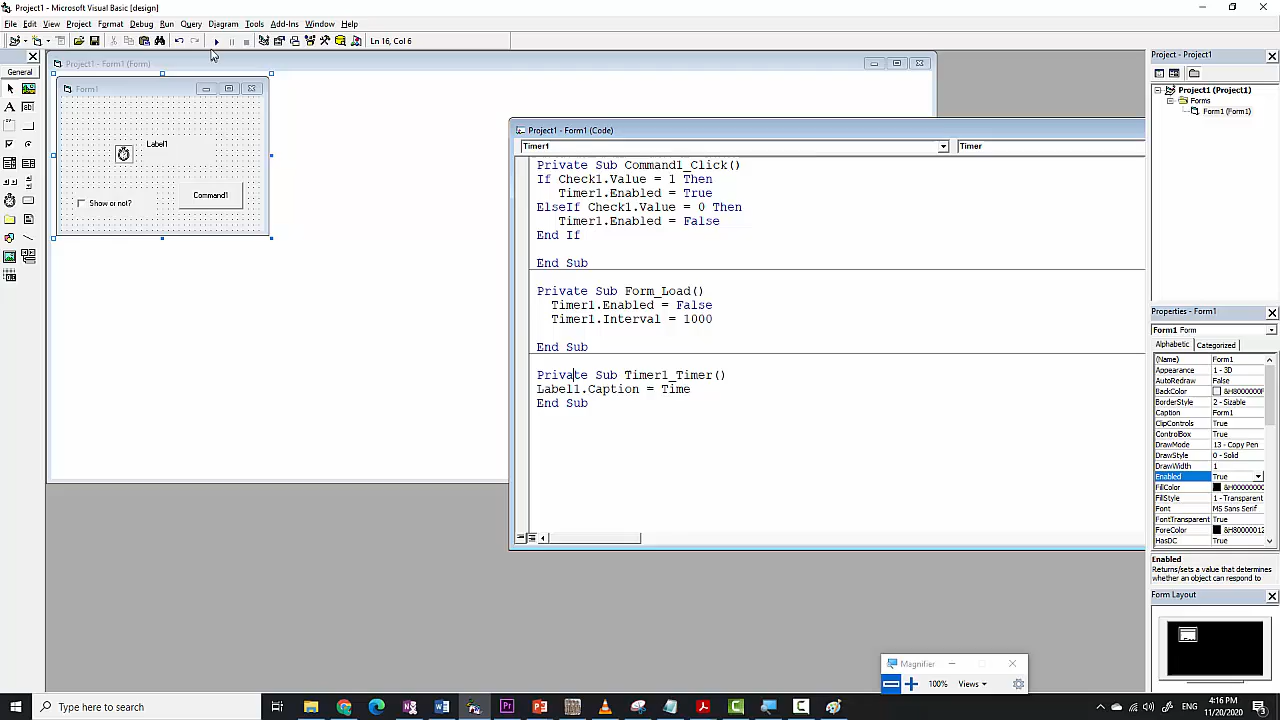 Project1 - Microsoft Visual Basic [design]
File Edit View Project Format Debug Run Query Diagram Tools Add-Ins Window Help
Ln 16, Col 6
General
Project1 - Form1 (Form)
Form1
Label1
Show or not?
Command1
Project1 - Form1 (Code)
Timer1
Timer
Private Sub Command1_Click()
If Check1.Value = 1 Then
Timer1.Enabled = True
ElseIf Check1.Value = 0 Then
Timer1.Enabled = False
End If
End Sub
Private Sub Form_Load()
Timer1.Enabled = False
Timer1.Interval = 1000
End Sub
Private Sub Timer1_Timer()
Label1.Caption = Time
End Sub
Project - Project1
Project1 (Project1)
Forms
Form1 (Form1)
Properties - Form1
Form1 Form
Alphabetic Categorized
(Name) Form1
Appearance 1 - 3D
AutoRedraw False
BackColor &H8000000F
BorderStyle 2 - Sizable
Caption Form1
ClipControls True
ControlBox True
DrawMode 13 - Copy Pen
DrawStyle 0 - Solid
DrawWidth 1
Enabled True
FillColor &H0000000
FillStyle 1 - Transparent
Font MS Sans Serif
FontTransparent True
ForeColor &H80000012
HasDC True
Enabled
Returns/sets a value that determines
whether an object can respond to
Form Layout
Magnifier
100% Views
Type here to search
4:16 PM
11/20/2020